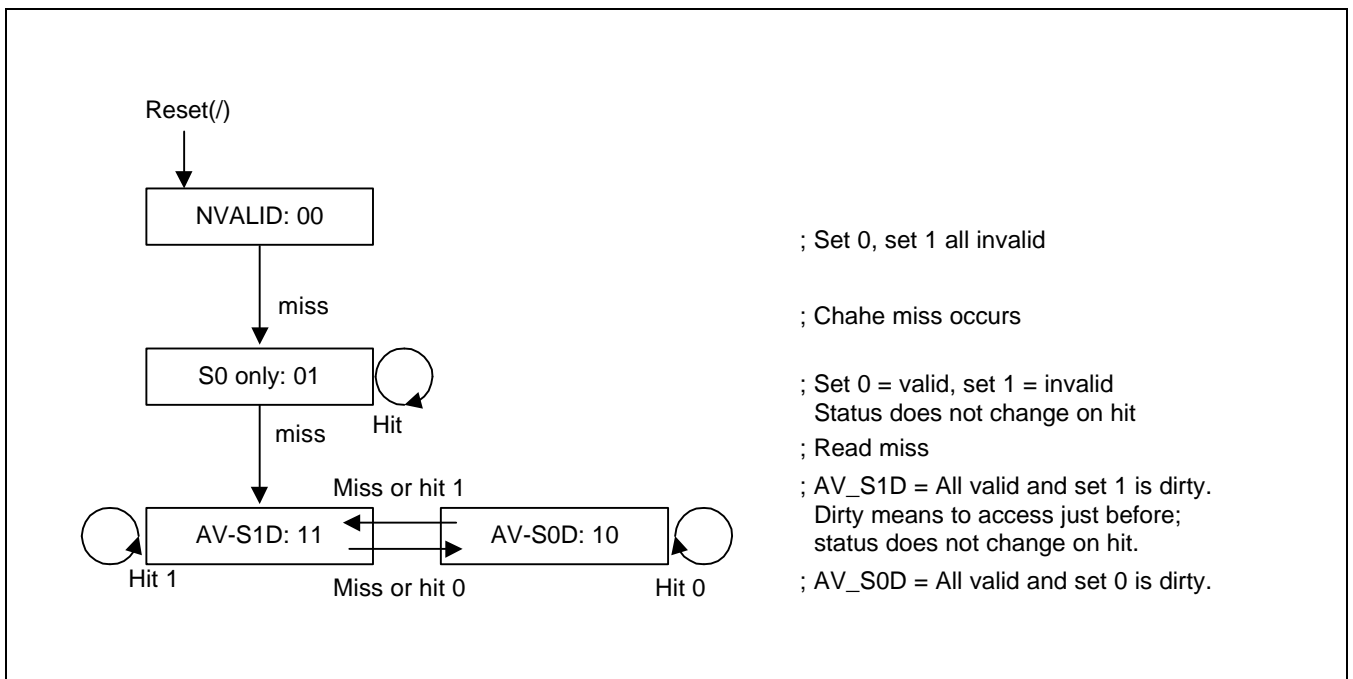 Reset(/)
NVALID: 00
; Set 0, set 1 all invalid
miss
; Chahe miss occurs
S0 only: 01
; Set 0 = valid, set 1 = invalid
Status does not change on hit
Hit
miss
; Read miss
Miss or hit 1
; AV_S1D = All valid and set 1 is dirty.
AV-S1D: 11
AV-S0D: 10
Dirty means to access just before;
status does not change on hit.
Hit 1
Miss or hit 0
Hit 0
; AV_S0D = All valid and set 0 is dirty.